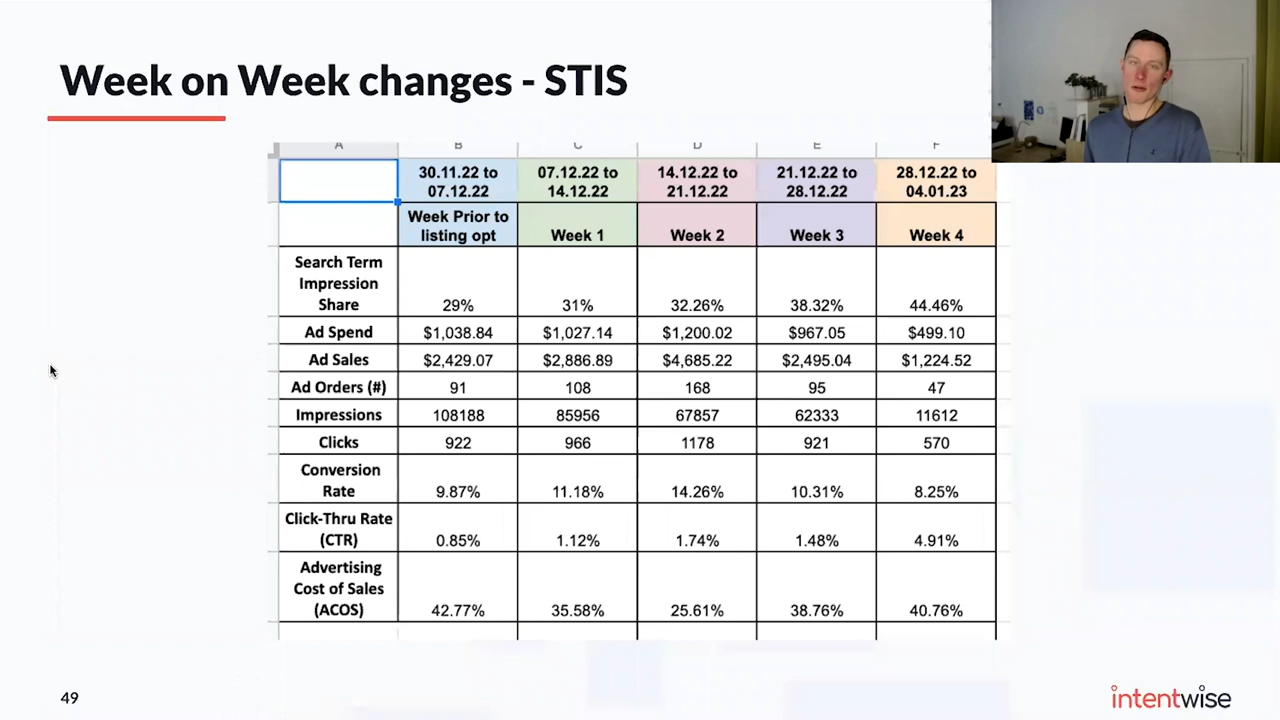 Week on Week changes - STIS
A B C D E F
30.11.22 to 07.12.22 to 14.12.22 to 21.12.22 to 28.12.22 to
07.12.22 14.12.22 21.12.22 28.12.22 04.01.23
Week Prior to
listing opt Week 1 Week 2 Week 3 Week 4
Search Term
Impression
Share 29% 31% 32.26% 38.32% 44.46%
Ad Spend $1,038.84 $1,027.14 $1,200.02 $967.05 $499.10
Ad Sales $2,429.07 $2,886.89 $4,685.22 $2,495.04 $1,224.52
Ad Orders (#) 91 108 168 95 47
Impressions 108188 85956 67857 62333 11612
Clicks 922 966 1178 921 570
Conversion
Rate 9.87% 11.18% 14.26% 10.31% 8.25%
Click-Thru Rate
(CTR) 0.85% 1.12% 1.74% 1.48% 4.91%
Advertising
Cost of Sales
(ACOS) 42.77% 35.58% 25.61% 38.76% 40.76%
49
intentwise